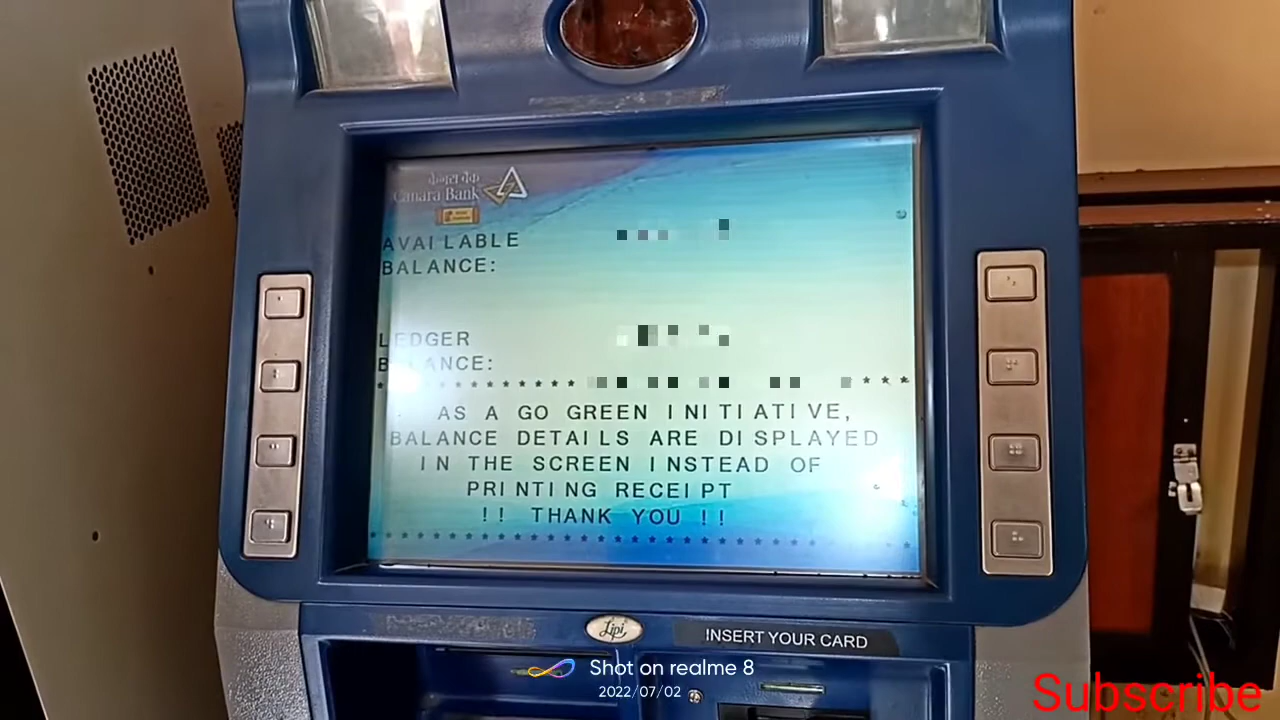 केनरा बैंक
Canara Bank
AVAILABLE
BALANCE:
LEDGER
BALANCE:
AS A GO GREEN INITIATIVE,
BALANCE DETAILS ARE DISPLAYED
IN THE SCREEN INSTEAD OF
PRINTING RECEIPT
!! THANK YOU !!
Lipi
INSERT YOUR CARD
Shot on realme 8
2022/07/02
Subscribe